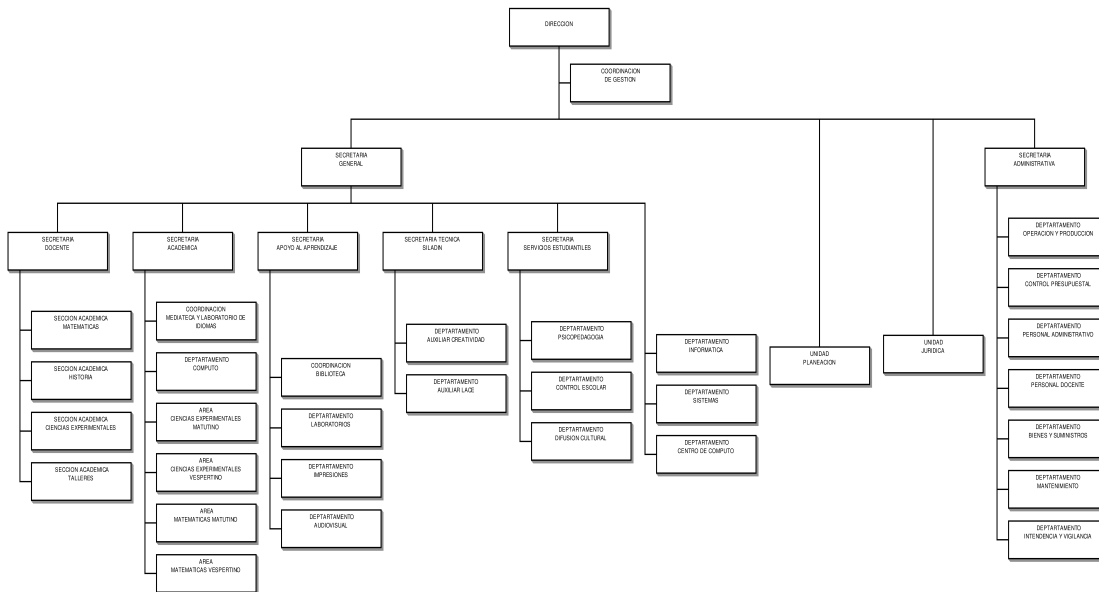 DIRECCION
COORDINACION
DE GESTION
SECRETARIA
GENERAL
SECRETARIA
ADMINISTRATIVA
SECRETARIA
DOCENTE
SECRETARIA
ACADEMICA
SECRETARIA
APOYO AL APRENDIZAJE
SECRETARIA TECNICA
SILADIN
SECRETARIA
SERVICIOS ESTUDIANTILES
SECCION ACADEMICA
MATEMATICAS
SECCION ACADEMICA
HISTORIA
SECCION ACADEMICA
CIENCIAS EXPERIMENTALES
SECCION ACADEMICA
TALLERES
COORDINACION
MEDIATECA Y LABORATORIO DE
IDIOMAS
DEPTARTAMENTO
COMPUTO
AREA
CIENCIAS EXPERIMENTALES
MATUTINO
AREA
CIENCIAS EXPERIMENTALES
VESPERTINO
AREA
MATEMATICAS MATUTINO
AREA
MATEMATICAS VESPERTINO
COORDINACION
BIBLIOTECA
DEPTARTAMENTO
LABORATORIOS
DEPTARTAMENTO
IMPRESIONES
DEPTARTAMENTO
AUDIOVISUAL
DEPTARTAMENTO
AUXILIAR CREATIVIDAD
DEPTARTAMENTO
AUXILIAR LACE
DEPTARTAMENTO
PSICOPEDAGOGIA
DEPTARTAMENTO
CONTROL ESCOLAR
DEPTARTAMENTO
DIFUSION CULTURAL
DEPTARTAMENTO
INFORMATICA
DEPTARTAMENTO
SISTEMAS
DEPTARTAMENTO
CENTRO DE COMPUTO
UNIDAD
PLANEACION
UNIDAD
JURIDICA
DEPTARTAMENTO
OPERACION Y PRODUCCION
DEPTARTAMENTO
CONTROL PRESUPUESTAL
DEPTARTAMENTO
PERSONAL ADMINISTRATIVO
DEPTARTAMENTO
PERSONAL DOCENTE
DEPTARTAMENTO
BIENES Y SUMINISTROS
DEPTARTAMENTO
MANTENIMIENTO
DEPTARTAMENTO
INTENDENCIA Y VIGILANCIA